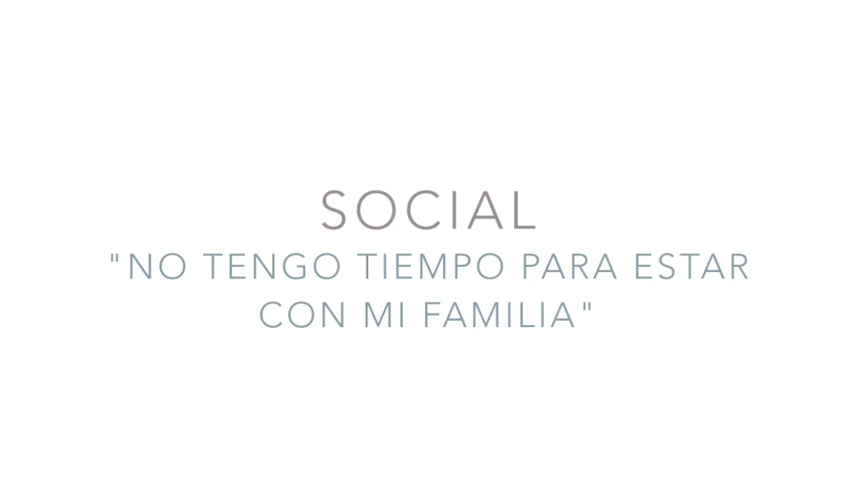 SOCIAL
"NO TENGO TIEMPO PARA ESTAR
CON MI FAMILIA"